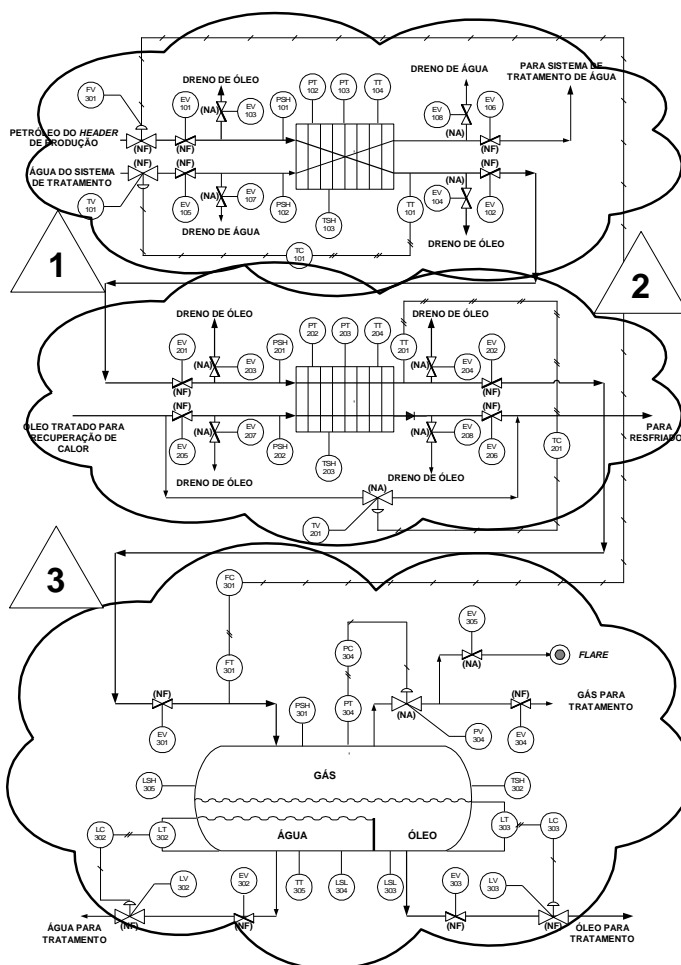 PARA SISTEMA DE
TRATAMENTO DE ÁGUA
DRENO DE ÓLEO
DRENO DE ÁGUA
FV
301
EV
101
(NA)
EV
103
PSH
101
PT
102
PT
103
TT
104
EV
108
(NA)
EV
106
PETRÓLEO DO HEADER
DE PRODUÇÃO
(NF)
(NF)
(NF)
ÁGUA DO SISTEMA
DE TRATAMENTO
(NF)
(NF)
(NA)
(NA)
(NF)
TV
101
EV
105
EV
107
PSH
102
TSH
103
TT
101
EV
104
EV
102
DRENO DE ÁGUA
DRENO DE ÓLEO
TC
101
1
2
DRENO DE ÓLEO
DRENO DE ÓLEO
EV
201
(NA)
EV
203
PSH
201
PT
202
PT
203
TT
204
TT
201
(NA)
EV
204
EV
202
(NF)
(NF)
(NF)
(NF)
ÓLEO TRATADO PARA
RECUPERAÇÃO DE
CALOR
EV
205
(NA)
EV
207
PSH
202
TSH
203
(NA)
EV
208
EV
206
TC
201
PARA
RESFRIADOR
DRENO DE ÓLEO
DRENO DE ÓLEO
(NA)
TV
201
3
FC
301
EV
305
PC
304
FLARE
FT
301
(NA)
(NF)
PSH
301
PT
304
(NA)
(NF)
GÁS PARA
TRATAMENTO
EV
301
PV
304
EV
304
LSH
305
GÁS
TSH
302
LC
302
LT
302
ÁGUA
ÓLEO
LT
303
LC
303
LV
302
EV
302
TT
305
LSL
304
LSL
303
EV
303
LV
303
(NF)
(NF)
(NF)
(NF)
ÁGUA PARA
TRATAMENTO
ÓLEO PARA
TRATAMENTO